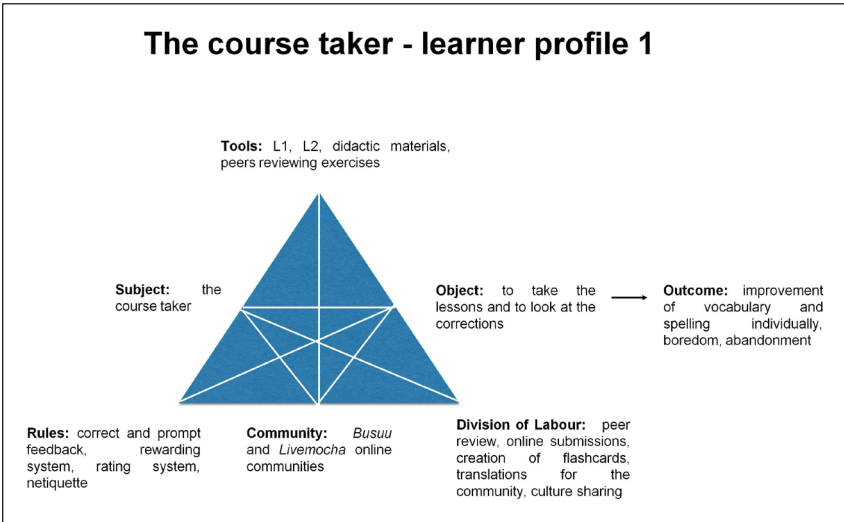 The course taker - learner profile 1
Tools: L1, L2, didactic materials,
peers reviewing exercises
Subject: the
course taker
Object: to take the
lessons and to look at the
corrections
Outcome: improvement
of vocabulary and
spelling individually,
boredom, abandonment
Rules: correct and prompt
feedback, rewarding
system, rating system,
netiquette
Community: Busuu
and Livemocha online
communities
Division of Labour: peer
review, online submissions,
creation of flashcards,
translations for the
community, culture sharing